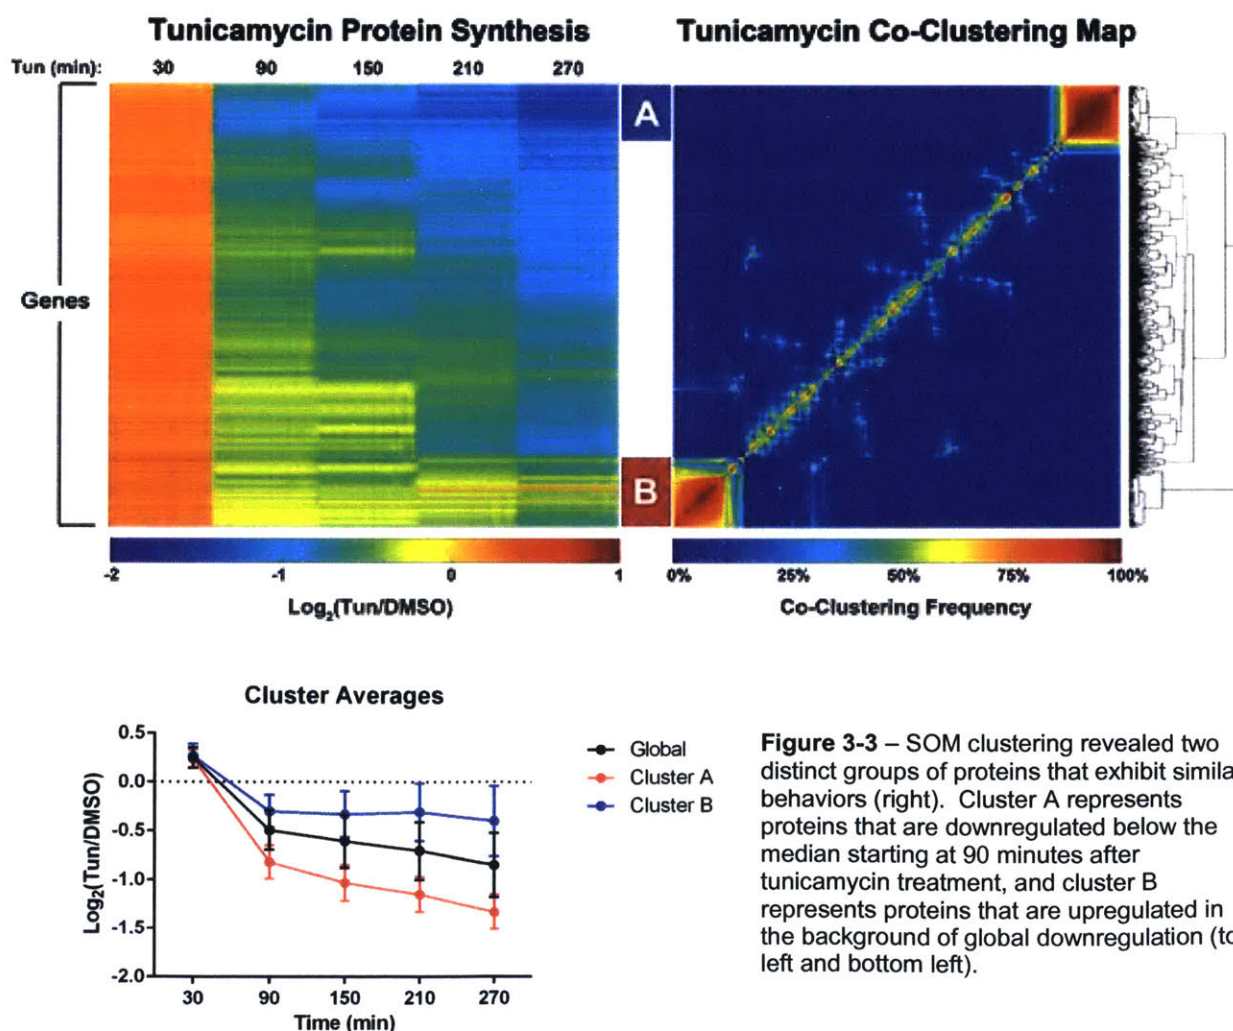 Tunicamycin Protein Synthesis
Tunicamycin Co-Clustering Map
Tun (min): 30 90 150 210 270
Genes
A
B
-2 -1 0 1
Log₂(Tun/DMSO)
0% 25% 50% 75% 100%
Co-Clustering Frequency
Cluster Averages
Log₂(Tun/DMSO)
0.5
0.0
-0.5
-1.0
-1.5
-2.0
30 90 150 210 270
Time (min)
Global
Cluster A
Cluster B
Figure 3-3 – SOM clustering revealed two
distinct groups of proteins that exhibit simila
behaviors (right). Cluster A represents
proteins that are downregulated below the
median starting at 90 minutes after
tunicamycin treatment, and cluster B
represents proteins that are upregulated in
the background of global downregulation (to
left and bottom left).